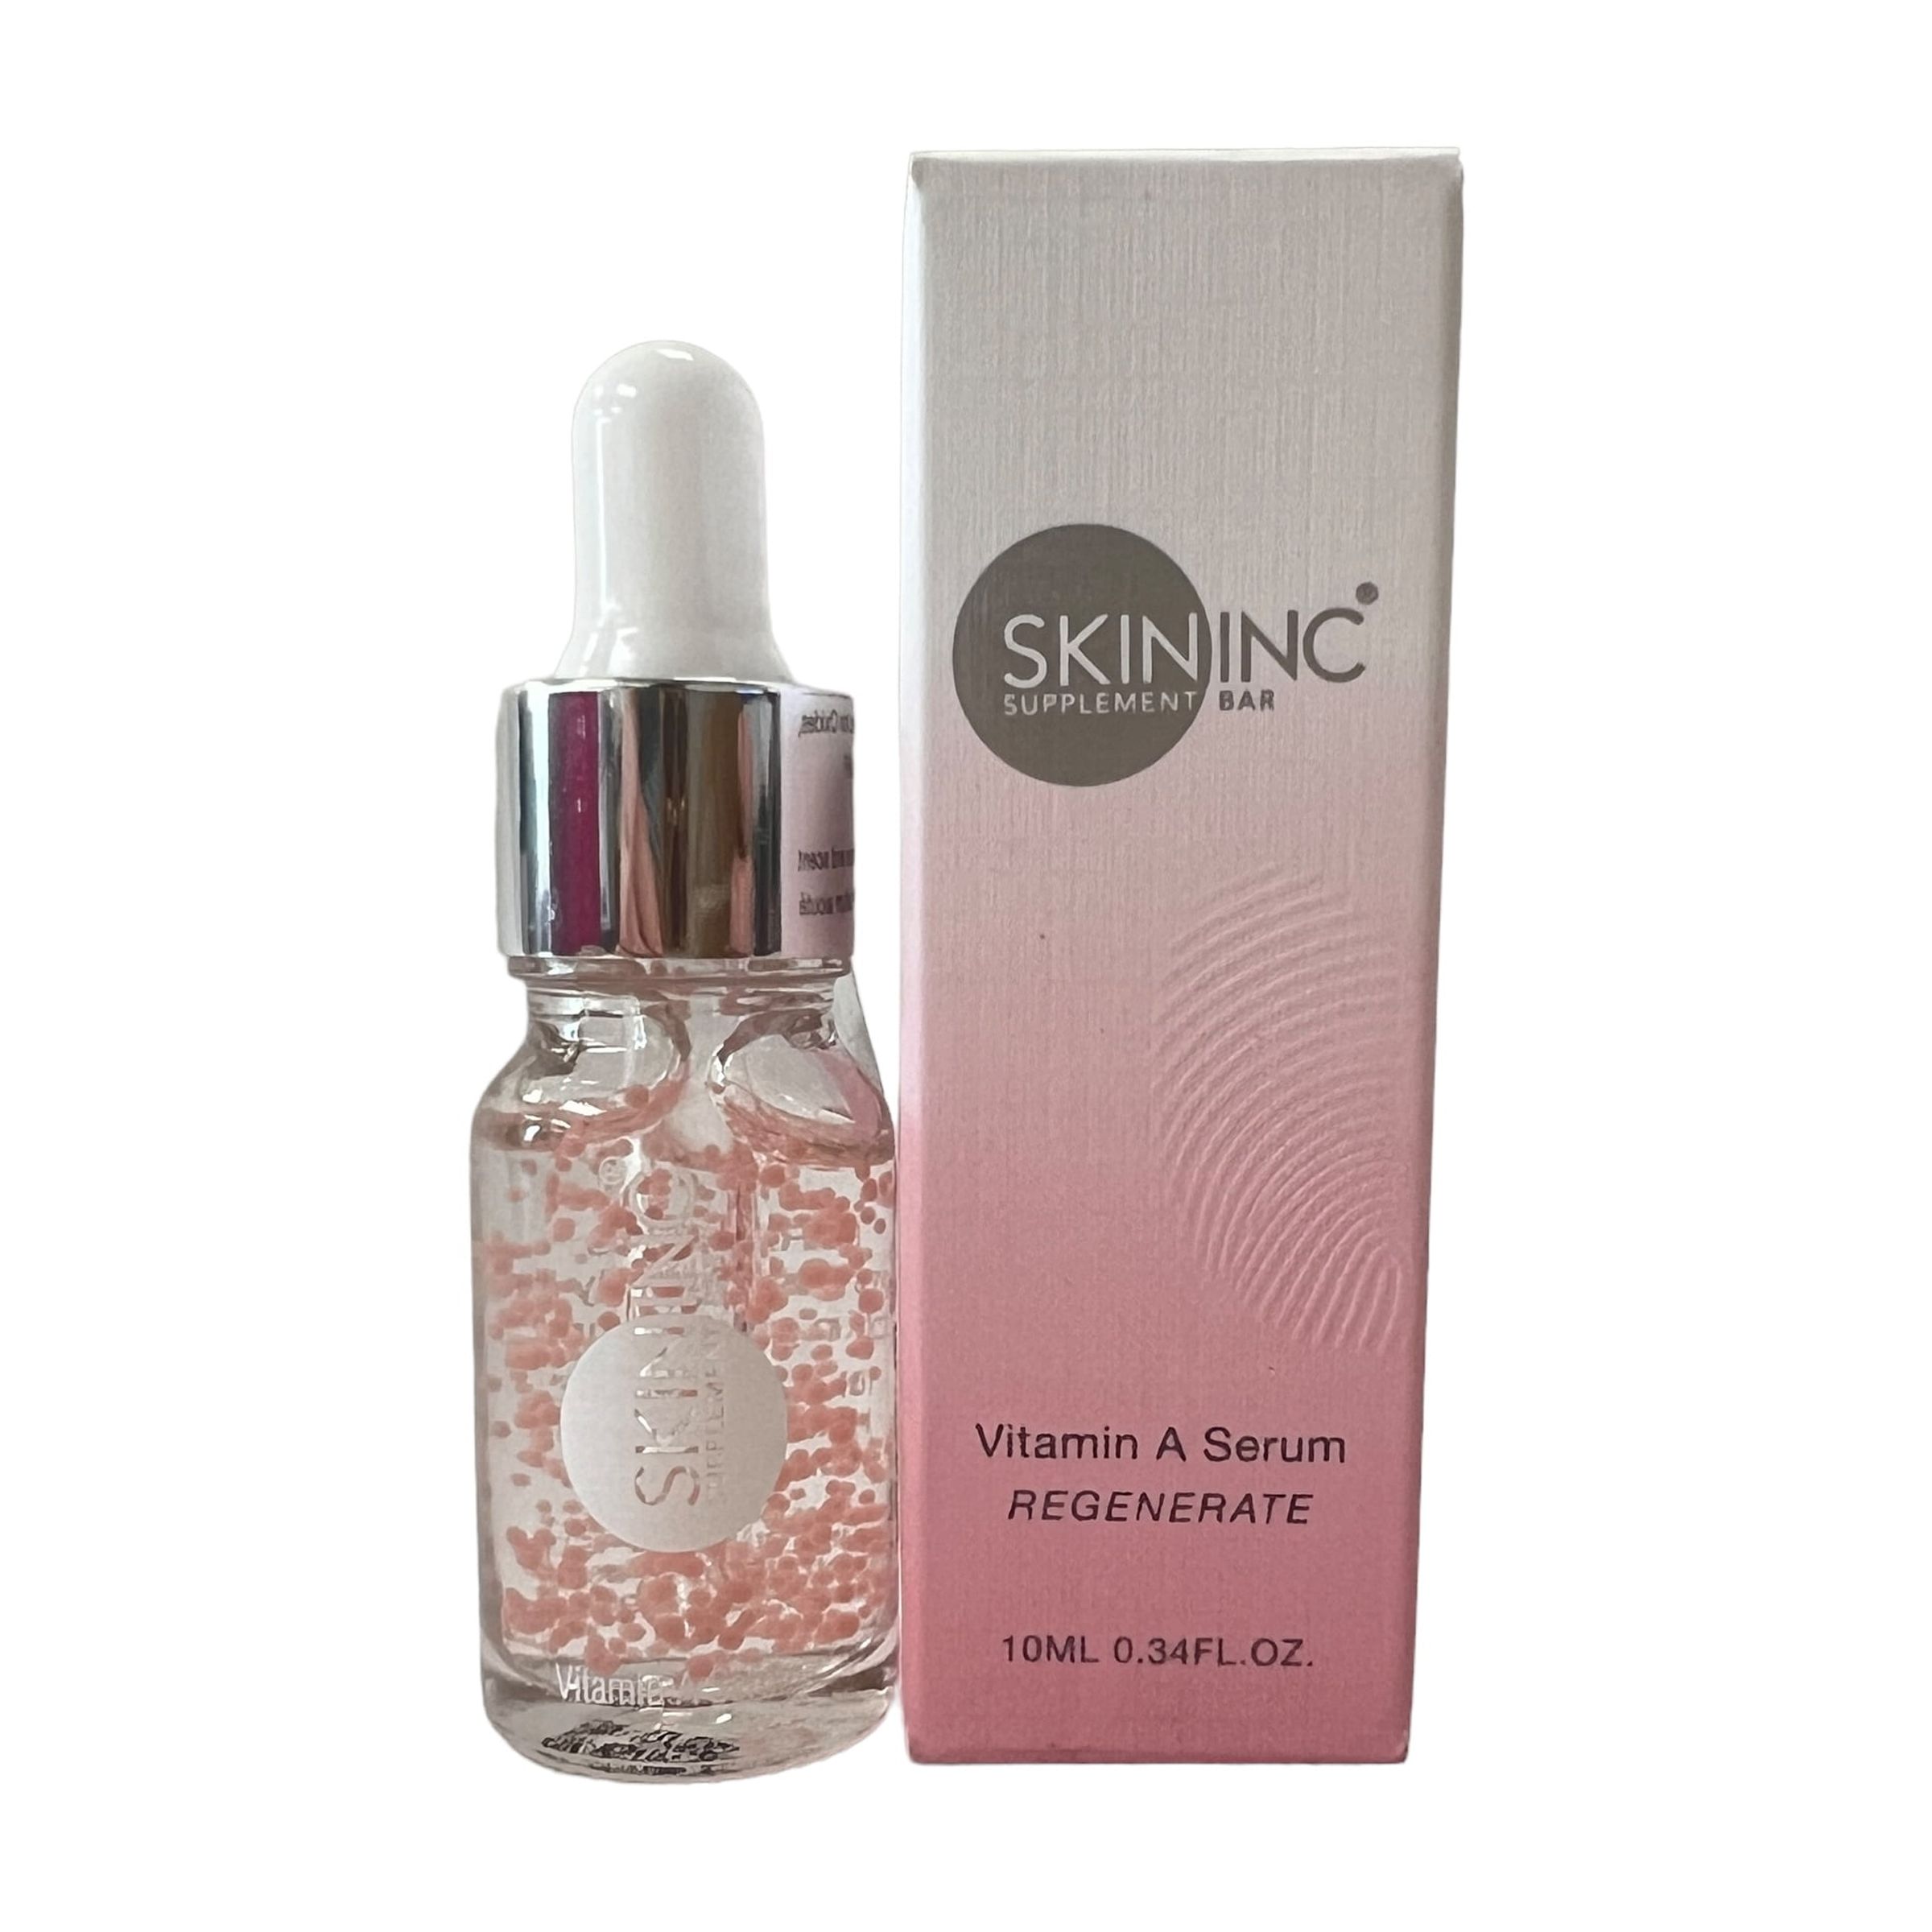 SKIN INC
SUPPLEMENT BAR
Vitamin A Serum
REGENERATE
10ML 0.34FL.OZ.
SKIN INC®
SUPPLEMENT